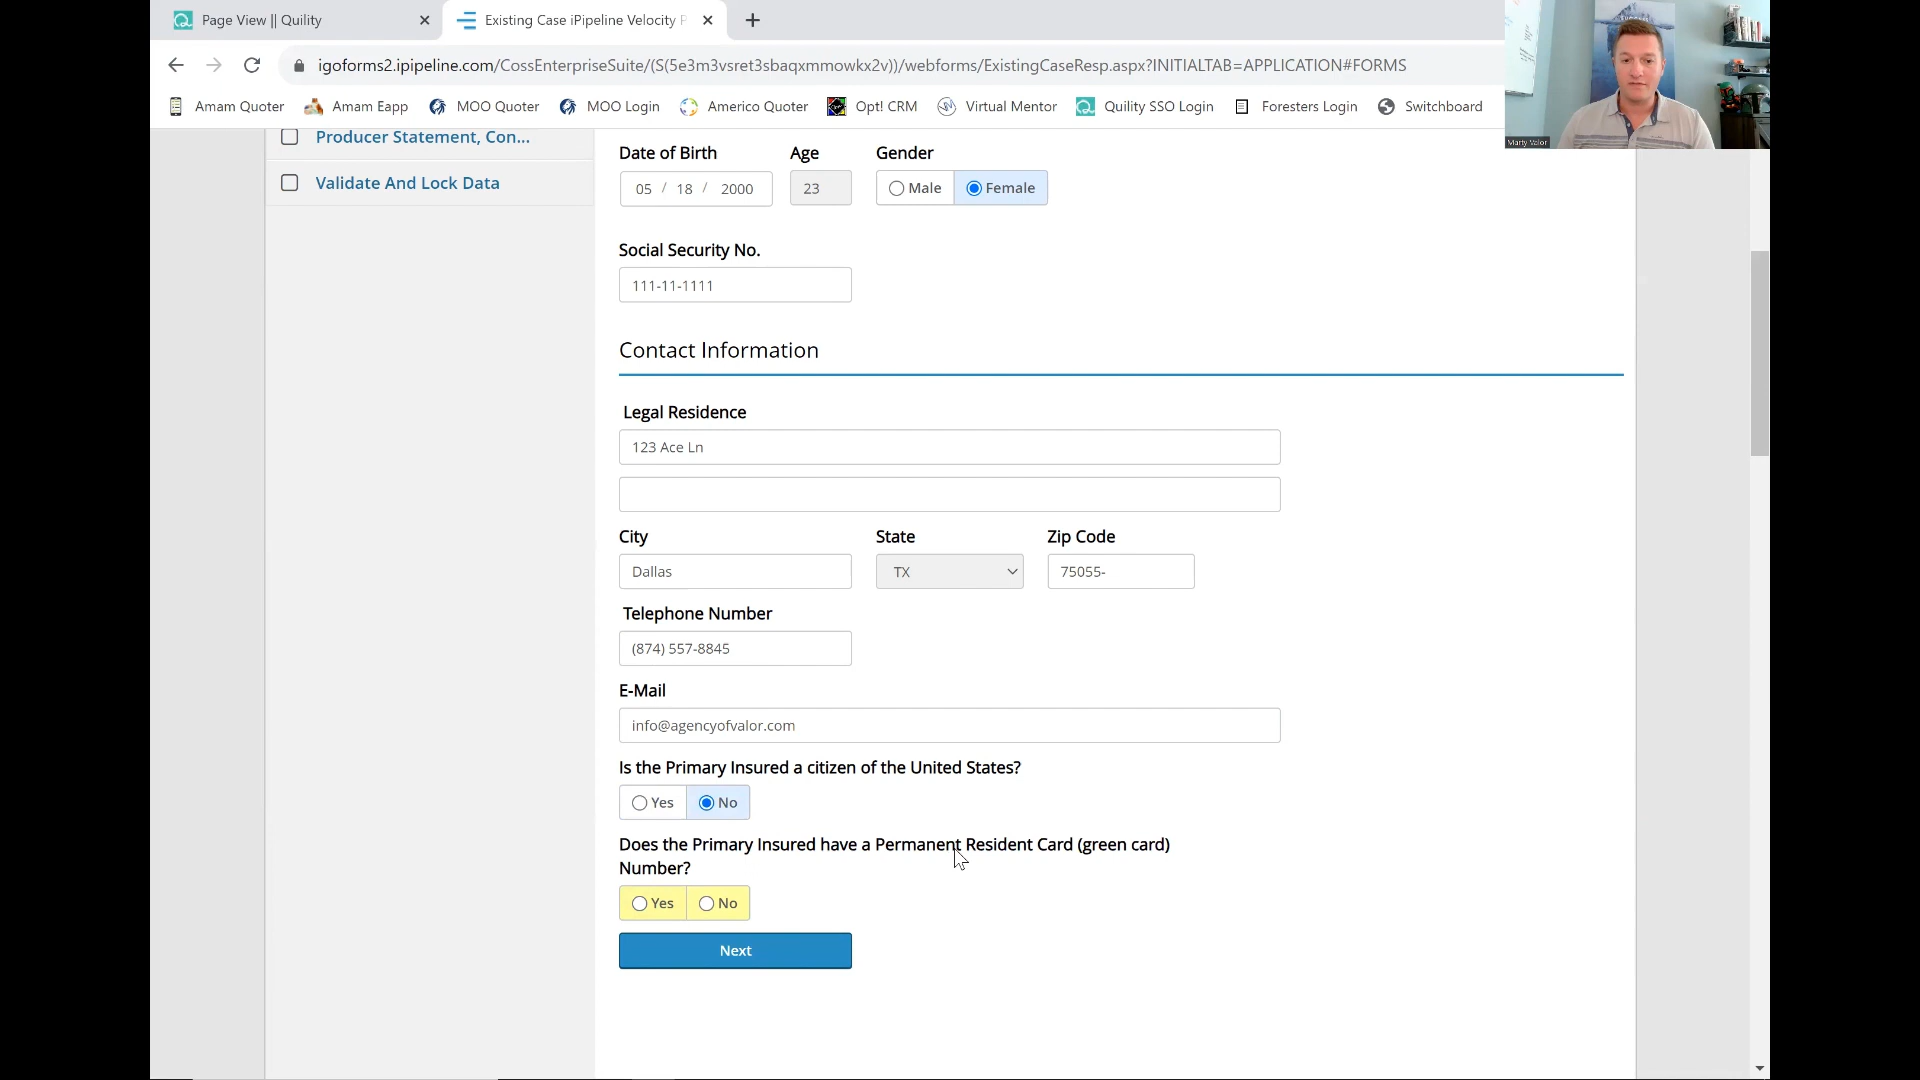 Page View || Quility
Existing Case iPipeline Velocity P
igoforms2.ipipeline.com/CossEnterpriseSuite/(S(5e3m3vsret3sbaqxmmowkx2v))/webforms/ExistingCaseResp.aspx?INITIALTAB=APPLICATION#FORMS
Amam Quoter Amam Eapp MOO Quoter MOO Login Americo Quoter Opt! CRM Virtual Mentor Quility SSO Login Foresters Login Switchboard
Marty Valor
Producer Statement, Con...
Validate And Lock Data
Date of Birth Age Gender
05 / 18 / 2000 23 Male Female
Social Security No.
111-11-1111
Contact Information
Legal Residence
123 Ace Ln
City State Zip Code
Dallas TX 75055-
Telephone Number
(874) 557-8845
E-Mail
info@agencyofvalor.com
Is the Primary Insured a citizen of the United States?
Yes No
Does the Primary Insured have a Permanent Resident Card (green card)
Number?
Yes No
Next